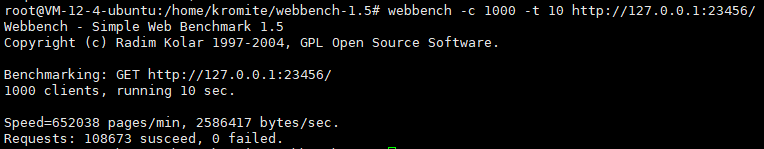 root@VM-12-4-ubuntu:/home/kromite/webbench-1.5# webbench -c 1000 -t 10 http://127.0.0.1:23456/
Webbench - Simple Web Benchmark 1.5
Copyright (c) Radim Kolar 1997-2004, GPL Open Source Software.
Benchmarking: GET http://127.0.0.1:23456/
1000 clients, running 10 sec.
Speed=652038 pages/min, 2586417 bytes/sec.
Requests: 108673 susceed, 0 failed.